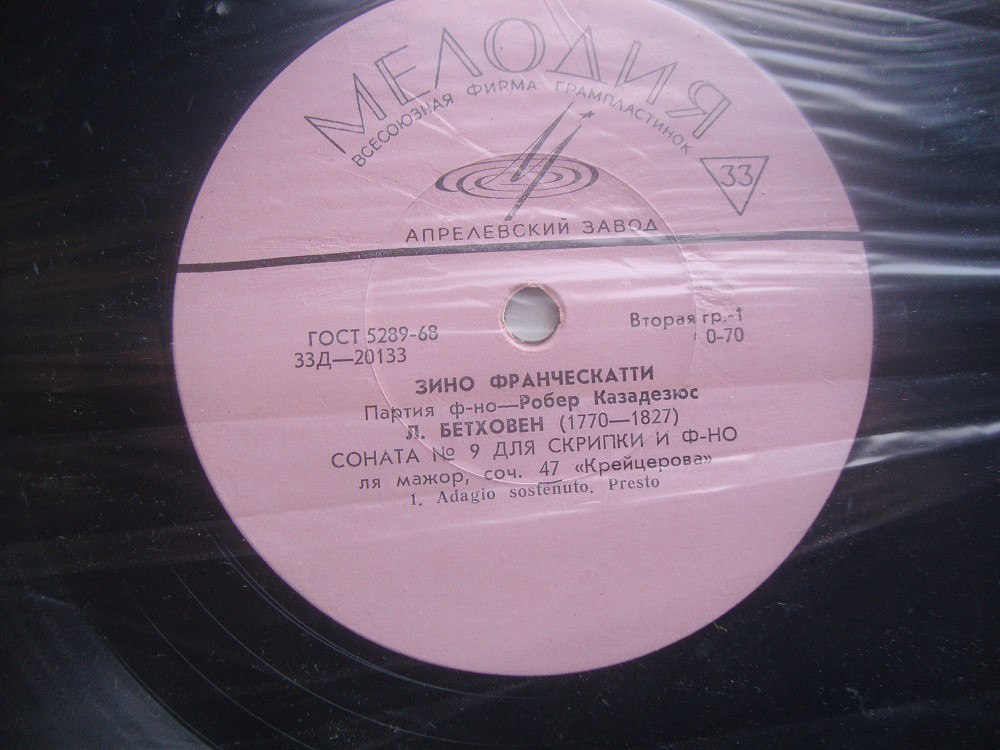 МЕЛОДИЯ
ВСЕСОЮЗНАЯ ФИРМА ГРАМПЛАСТИНОК
33
АПРЕЛЕВСКИЙ ЗАВОД
ГОСТ 5289-68
33Д—20133
Вторая гр.-1
0-70
ЗИНО ФРАНЧЕСКАТТИ
Партия ф-но—Робер Казадезюс
Л. БЕТХОВЕН (1770—1827)
СОНАТА № 9 ДЛЯ СКРИПКИ И Ф-НО
ля мажор, соч. 47 «Крейцерова»
1. Adagio sostenuto. Presto